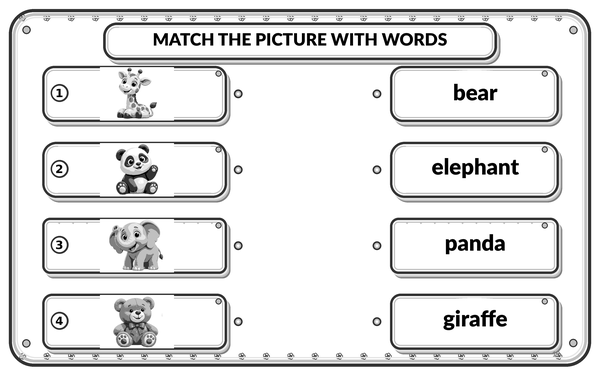 MATCH THE PICTURE WITH WORDS
1
bear
2
elephant
3
panda
4
giraffe